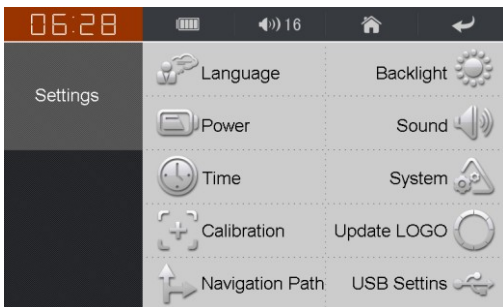 06:28 16
Settings
Language Backlight
Power Sound
Time System
Calibration Update LOGO
Navigation Path USB Settins